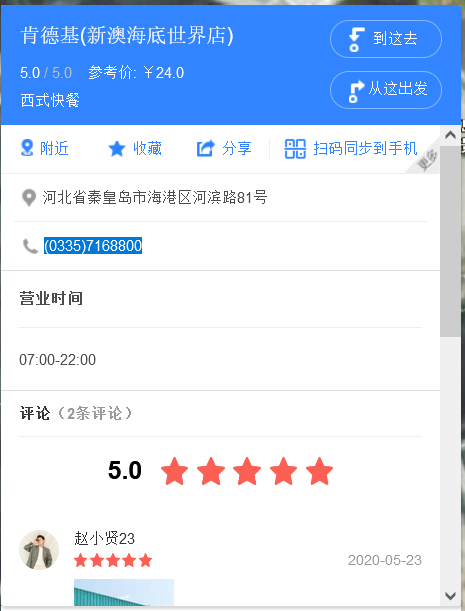 肯德基(新澳海底世界店)
到这去
5.0 / 5.0 参考价: ￥24.0
从这出发
西式快餐
附近 收藏 分享 扫码同步到手机
更多
河北省秦皇岛市海港区河滨路81号
(0335)7168800
营业时间
07:00-22:00
评论（2条评论）
5.0
赵小贤23
2020-05-23